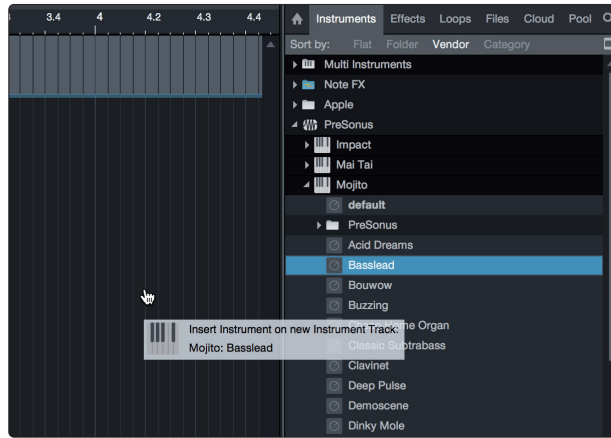 3.4 4 4.2 4.3 4.4
Instruments Effects Loops Files Cloud Pool
Sort by: Flat Folder Vendor Category
Multi Instruments
Note FX
Apple
PreSonus
Impact
Mai Tai
Mojito
default
PreSonus
Acid Dreams
Basslead
Bouwow
Buzzing
Insert Instrument on new Instrument Track:
Home Organ
Mojito: Basslead
Classic Subtrabass
Clavinet
Deep Pulse
Demoscene
Dinky Mole